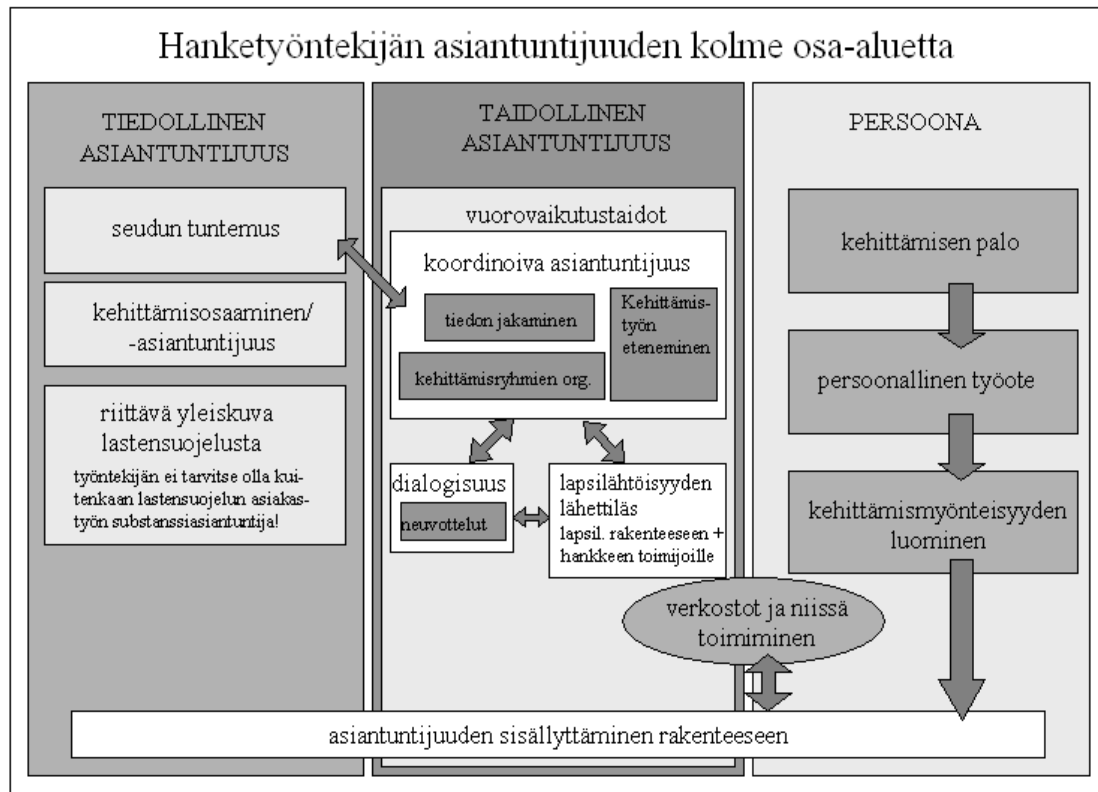 Hanketyöntekijän asiantuntijuuden kolme osa-aluetta
TIEDOLLINEN
ASIANTUNTIJUUS
seudun tuntemus
kehittämisosaaminen/
-asiantuntijuus
riittävä yleiskuva
lastensuojelusta
työntekijän ei tarvitse olla kui-
tenkaan lastensuojelun asiakas-
työn substanssiasiantuntija!
TAIDOLLINEN
ASIANTUNTIJUUS
vuorovaikutustaidot
koordinoiva asiantuntijuus
tiedon jakaminen
kehittämisryhmien org.
Kehittämis-
työn
eteneminen
dialogisuus
neuvottelut
lapsilähtöisyyden
lähettiläs
lapsil. rakenteeseen +
hankkeen toimijoille
PERSOONA
kehittämisen palo
persoonallinen työote
kehittämismyönteisyyden
luominen
verkostot ja niissä
toimiminen
asiantuntijuuden sisällyttäminen rakenteeseen